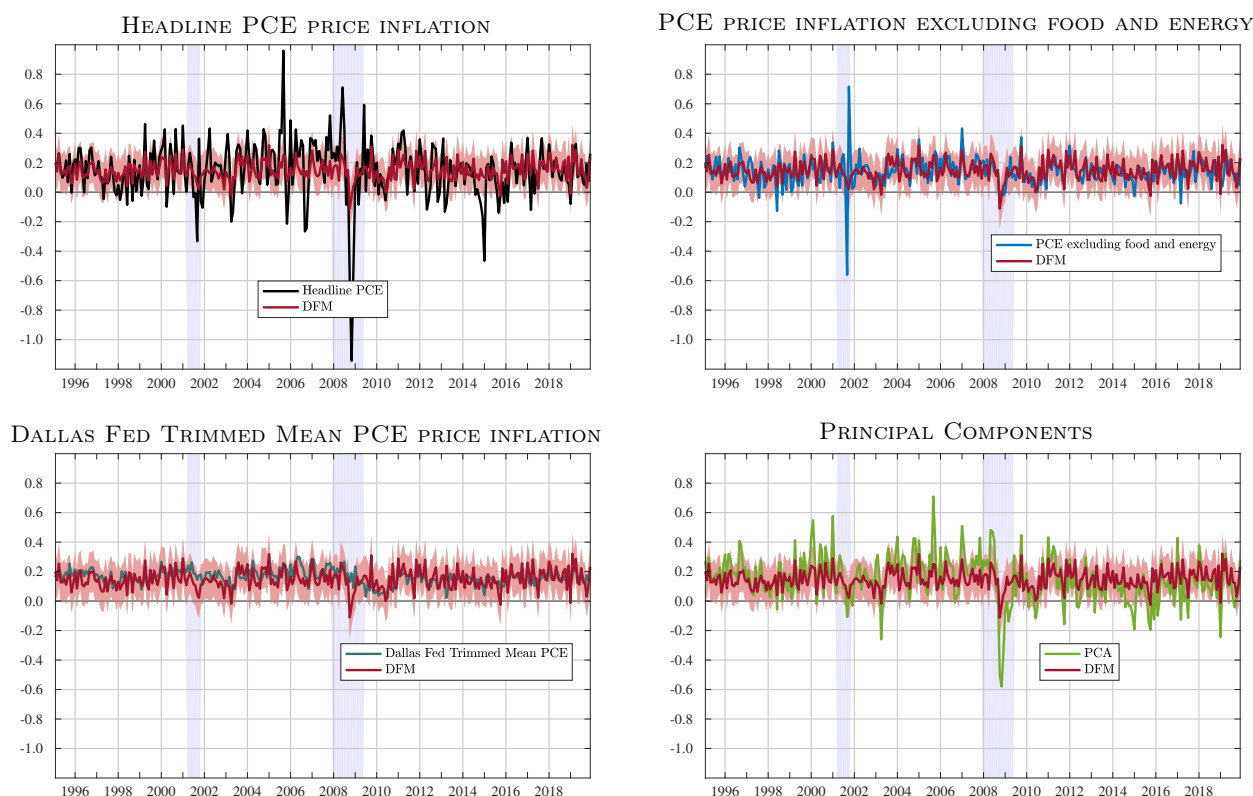 Headline PCE price inflation
0.8
0.6
0.4
0.2
0.0
-0.2
-0.4
-0.6
-0.8
-1.0
Headline PCE
DFM
1996 1998 2000 2002 2004 2006 2008 2010 2012 2014 2016 2018
PCE price inflation excluding food and energy
0.8
0.6
0.4
0.2
0.0
-0.2
-0.4
-0.6
-0.8
-1.0
PCE excluding food and energy
DFM
1996 1998 2000 2002 2004 2006 2008 2010 2012 2014 2016 2018
Dallas Fed Trimmed Mean PCE price inflation
0.8
0.6
0.4
0.2
0.0
-0.2
-0.4
-0.6
-0.8
-1.0
Dallas Fed Trimmed Mean PCE
DFM
1996 1998 2000 2002 2004 2006 2008 2010 2012 2014 2016 2018
Principal Components
0.8
0.6
0.4
0.2
0.0
-0.2
-0.4
-0.6
-0.8
-1.0
PCA
DFM
1996 1998 2000 2002 2004 2006 2008 2010 2012 2014 2016 2018